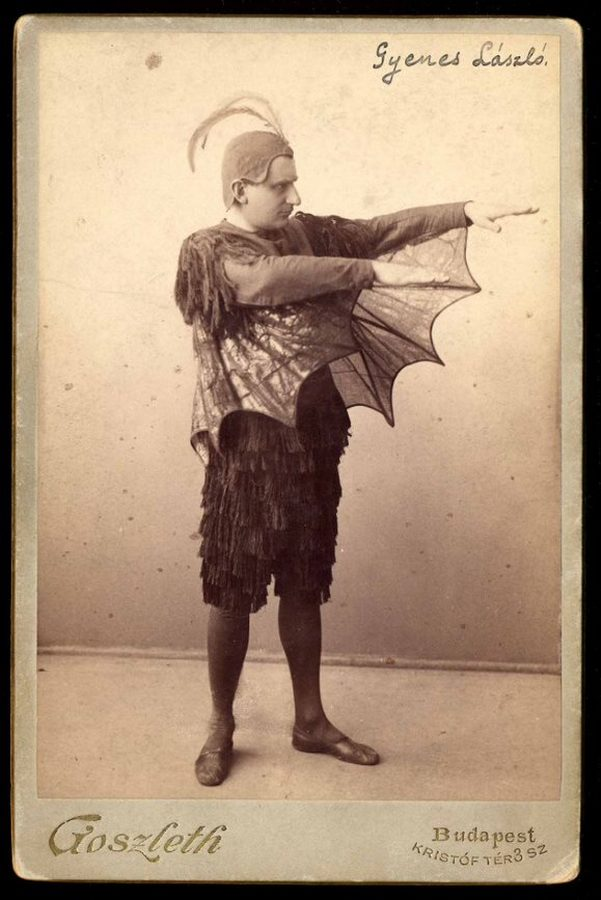 Gyenes László.
Goszleth
Budapest
KRISTÓF TÉR 3 SZ